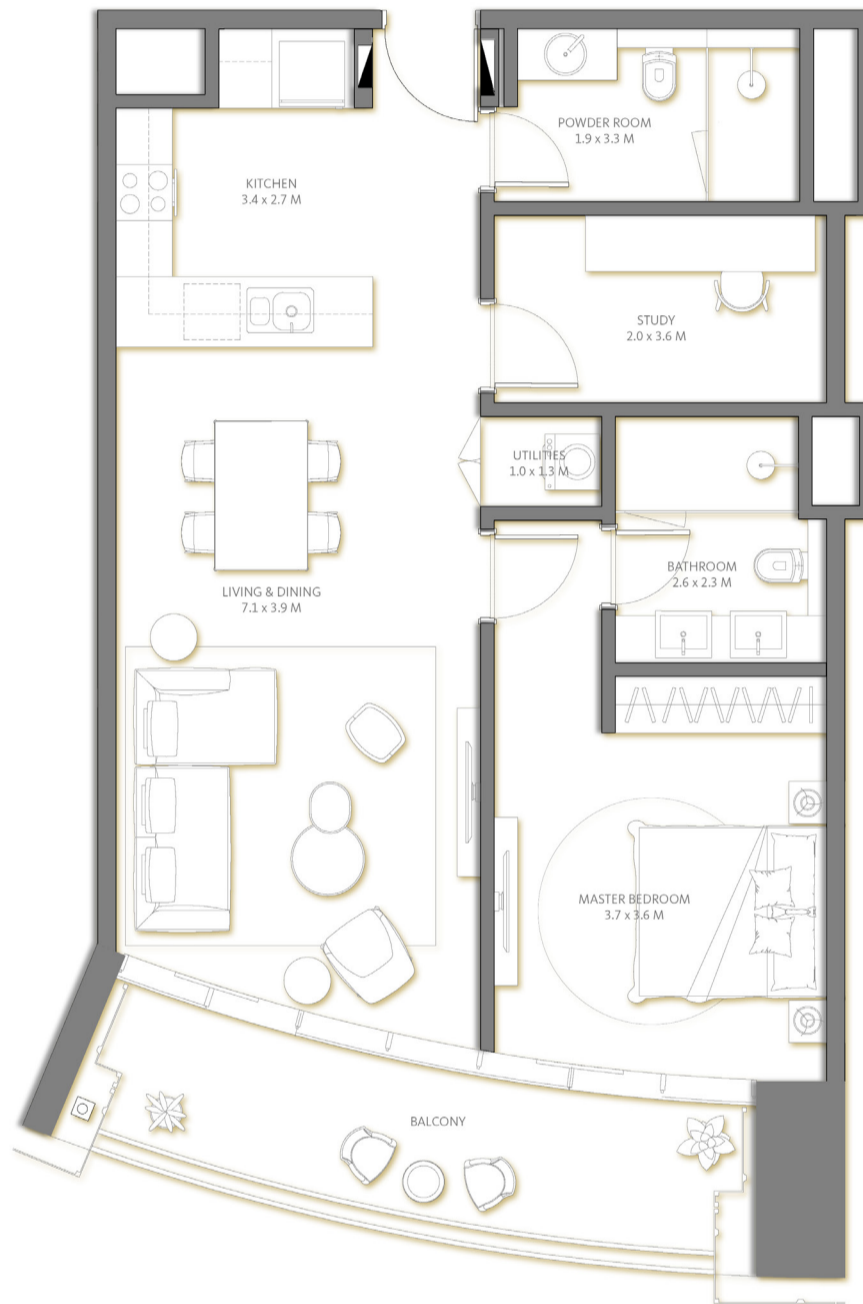 POWDER ROOM
1.9 x 3.3 M
KITCHEN
3.4 x 2.7 M
STUDY
2.0 x 3.6 M
UTILITIES
1.0 x 1.3 M
BATHROOM
2.6 x 2.3 M
LIVING & DINING
7.1 x 3.9 M
MASTER BEDROOM
3.7 x 3.6 M
BALCONY